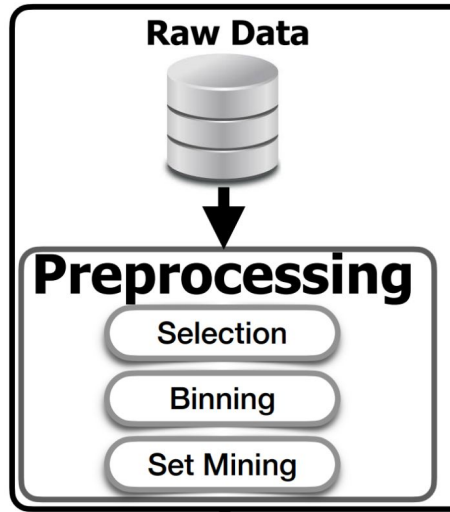 Raw Data
Preprocessing
Selection
Binning
Set Mining